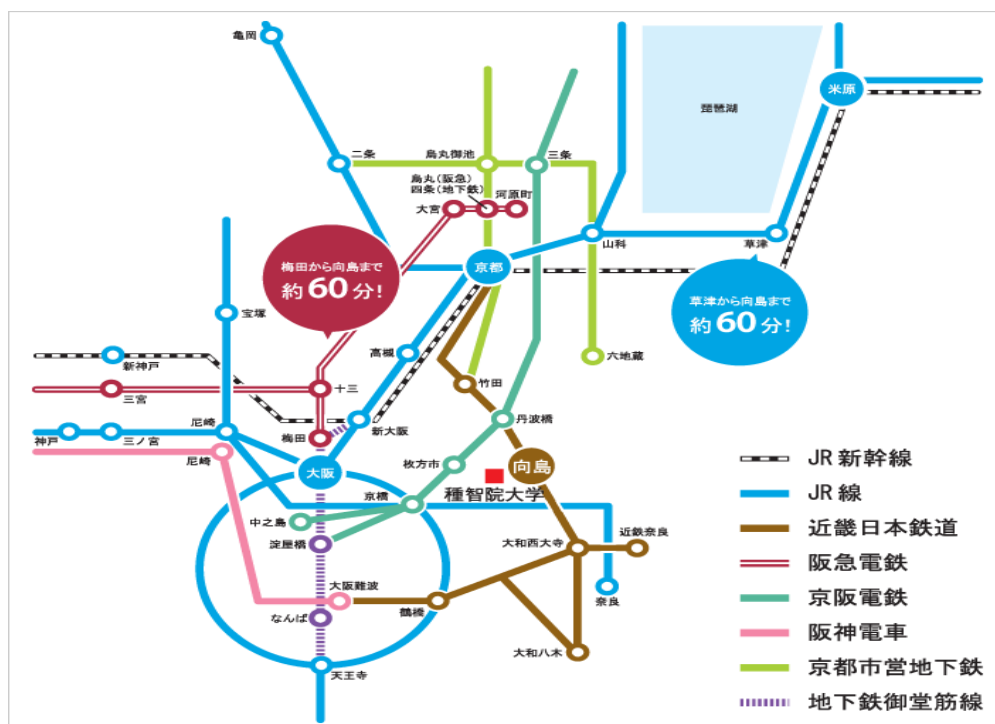 亀岡
米原
琵琶湖
二条
烏丸御池
三条
烏丸(阪急)
四条(地下鉄)
河原町
大宮
山科
草津
京都
梅田から向島まで
約60分!
草津から向島まで
約60分!
宝塚
高槻
六地蔵
新神戸
竹田
三宮
十三
丹波橋
尼崎
新大阪
梅田
神戸
三ノ宮
尼崎
大阪
枚方市
向島
種智院大学
京橋
中之島
淀屋橋
大和西大寺
近鉄奈良
大阪難波
鶴橋
奈良
なんば
大和八木
天王寺
JR新幹線
JR線
近畿日本鉄道
阪急電鉄
京阪電鉄
阪神電車
京都市営地下鉄
地下鉄御堂筋線